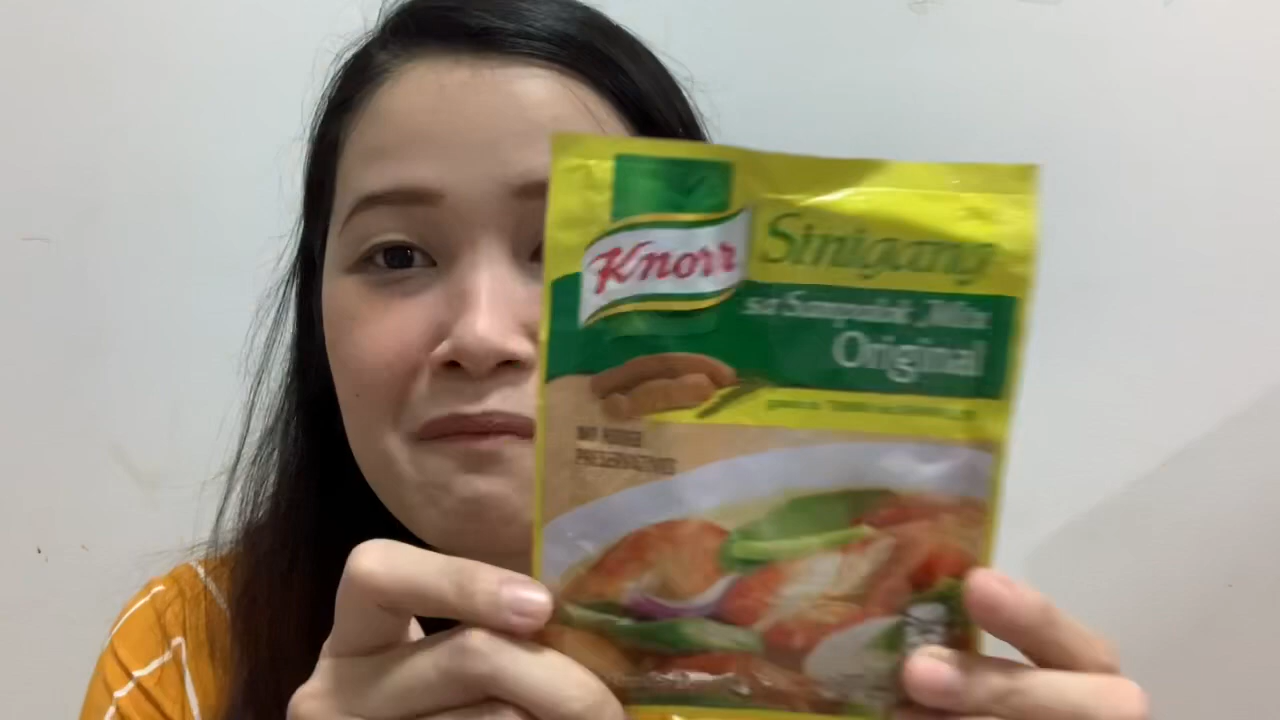 Knorr
Sinigang
sa Sampalok Mix
Original
NO ADDED
PRESERVATIVES